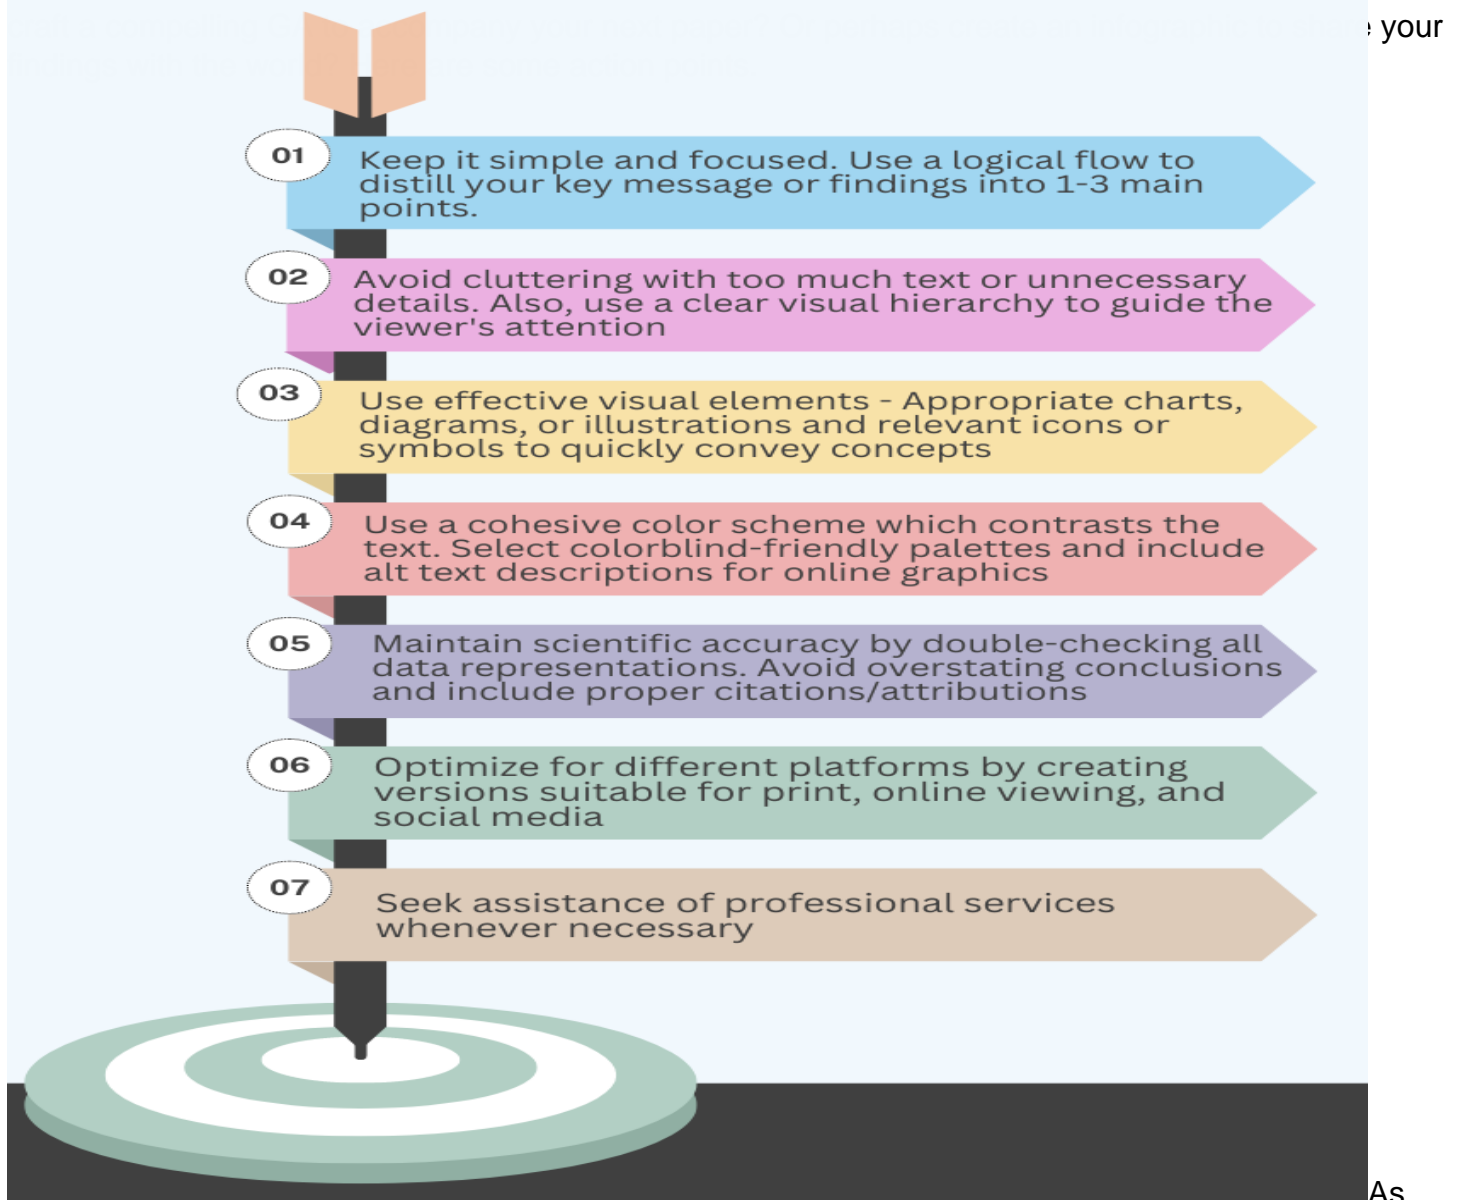 your
01
Keep it simple and focused. Use a logical flow to
distill your key message or findings into 1-3 main
points.
02
Avoid cluttering with too much text or unnecessary
details. Also, use a clear visual hierarchy to guide the
viewer's attention
03
Use effective visual elements - Appropriate charts,
diagrams, or illustrations and relevant icons or
symbols to quickly convey concepts
04
Use a cohesive color scheme which contrasts the
text. Select colorblind-friendly palettes and include
alt text descriptions for online graphics
05
Maintain scientific accuracy by double-checking all
data representations. Avoid overstating conclusions
and include proper citations/attributions
06
Optimize for different platforms by creating
versions suitable for print, online viewing, and
social media
07
Seek assistance of professional services
whenever necessary
As